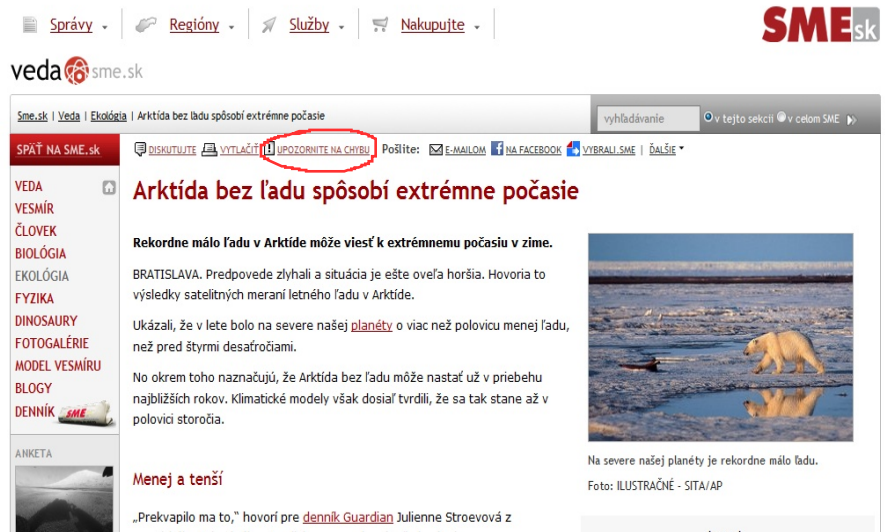 Správy
Regióny
Služby
Nakupujte
SME sk
veda sme.sk
Sme.sk | Veda | Ekológia | Arktída bez ľadu spôsobí extrémne počasie
vyhľadávanie
v tejto sekcii v celom SME
SPÄŤ NA SME.sk
DISKUTUJTE VYTLAČIŤ UPOZORNITE NA CHYBU Pošlite: E-MAILOM NA FACEBOOK VYBRALI.SME | ĎALŠIE
VEDA
VESMÍR
ČLOVEK
BIOLÓGIA
EKOLÓGIA
FYZIKA
DINOSAURY
FOTOGALÉRIE
MODEL VESMÍRU
BLOGY
DENNÍK SME
ANKETA
Arktída bez ľadu spôsobí extrémne počasie
Rekordne málo ľadu v Arktíde môže viesť k extrémnemu počasiu v zime.
BRATISLAVA. Predpovede zlyhali a situácia je ešte oveľa horšia. Hovoria to
výsledky satelitných meraní letného ľadu v Arktíde.
Ukázali, že v lete bolo na severe našej planéty o viac než polovicu menej ľadu,
než pred štyrmi desaťročiami.
No okrem toho naznačujú, že Arktída bez ľadu môže nastať už v priebehu
najbližších rokov. Klimatické modely však dosiaľ tvrdili, že sa tak stane až v
polovici storočia.
Menej a tenší
„Prekvapilo ma to,“ hovorí pre denník Guardian Julienne Stroevová z
Na severe našej planéty je rekordne málo ľadu.
Foto: ILUSTRAČNÉ - SITA/AP